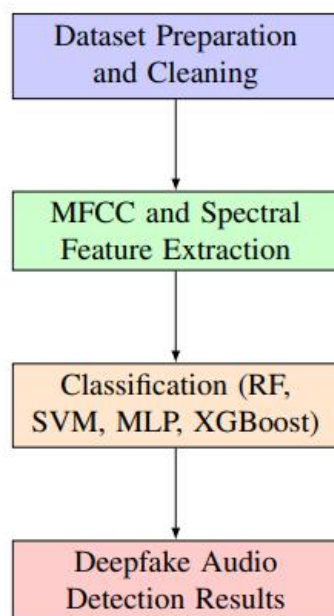 Dataset Preparation
and Cleaning
MFCC and Spectral
Feature Extraction
Classification (RF,
SVM, MLP, XGBoost)
Deepfake Audio
Detection Results